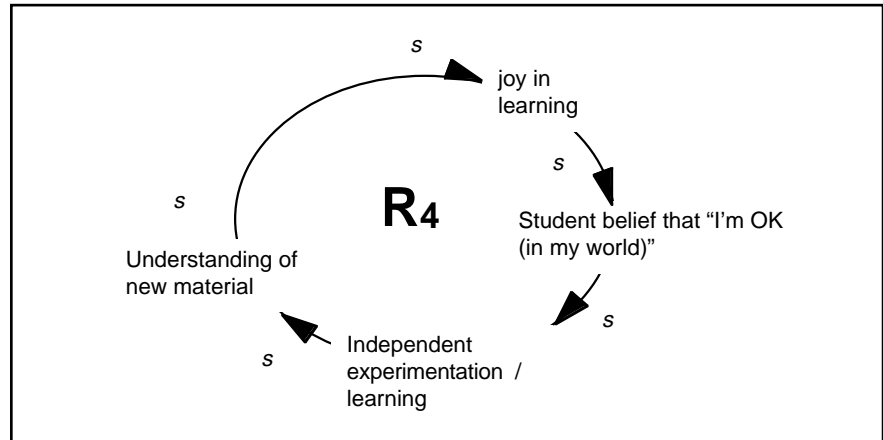 s
joy in
learning
s
s
R4
Student belief that “I’m OK
(in my world)”
Understanding of
new material
s
Independent
experimentation /
learning
s